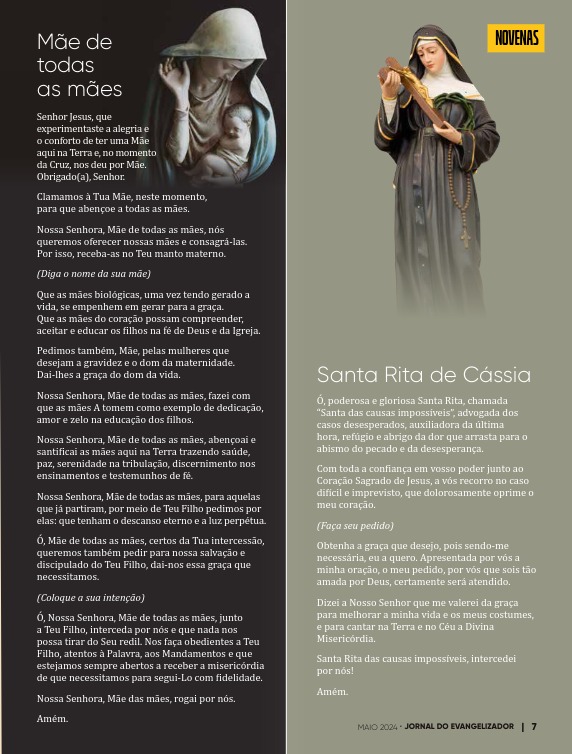 Mãe de
todas
as mães
Senhor Jesus, que
experimentaste a alegria e
o conforto de ter uma Mãe
aqui na Terra e, no momento
da Cruz, nos deu por Mãe.
Obrigado(a), Senhor.
Clamamos à Tua Mãe, neste momento,
para que abençoe a todas as mães.
Nossa Senhora, Mãe de todas as mães, nós
queremos oferecer nossas mães e consagrá-las.
Por isso, receba-as no Teu manto materno.
(Diga o nome da sua mãe)
Que as mães biológicas, uma vez tendo gerado a
vida, se empenhem em gerar para a graça.
Que as mães do coração possam compreender,
aceitar e educar os filhos na fé de Deus e da Igreja.
Pedimos também, Mãe, pelas mulheres que
desejam a gravidez e o dom da maternidade.
Dai-lhes a graça do dom da vida.
Nossa Senhora, Mãe de todas as mães, fazei com
que as mães A tomem como exemplo de dedicação,
amor e zelo na educação dos filhos.
Nossa Senhora, Mãe de todas as mães, abençoai e
santificai as mães aqui na Terra trazendo saúde,
paz, serenidade na tribulação, discernimento nos
ensinamentos e testemunhos de fé.
Nossa Senhora, Mãe de todas as mães, para aquelas
que já partiram, por meio de Teu Filho pedimos por
elas: que tenham o descanso eterno e a luz perpétua.
Ó, Mãe de todas as mães, certos da Tua intercessão,
queremos também pedir para nossa salvação e
discipulado do Teu Filho, dai-nos essa graça que
necessitamos.
(Coloque a sua intenção)
Ó, Nossa Senhora, Mãe de todas as mães, junto
a Teu Filho, interceda por nós e que nada nos
possa tirar do Seu redil. Nos faça obedientes a Teu
Filho, atentos à Palavra, aos Mandamentos e que
estejamos sempre abertos a receber a misericórdia
de que necessitamos para segui-Lo com fidelidade.
Nossa Senhora, Mãe das mães, rogai por nós.
Amém.
NOVENAS
Santa Rita de Cássia
Ó, poderosa e gloriosa Santa Rita, chamada
“Santa das causas impossíveis”, advogada dos
casos desesperados, auxiliadora da última
hora, refúgio e abrigo da dor que arrasta para o
abismo do pecado e da desesperança.
Com toda a confiança em vosso poder junto ao
Coração Sagrado de Jesus, a vós recorro no caso
difícil e imprevisto, que dolorosamente oprime o
meu coração.
(Faça seu pedido)
Obtenha a graça que desejo, pois sendo-me
necessária, eu a quero. Apresentada por vós a
minha oração, o meu pedido, por vós que sois tão
amada por Deus, certamente será atendido.
Dizei a Nosso Senhor que me valerei da graça
para melhorar a minha vida e os meus costumes,
e para cantar na Terra e no Céu a Divina
Misericórdia.
Santa Rita das causas impossíveis, intercedei
por nós!
Amém.
MAIO 2024 • JORNAL DO EVANGELIZADOR | 7